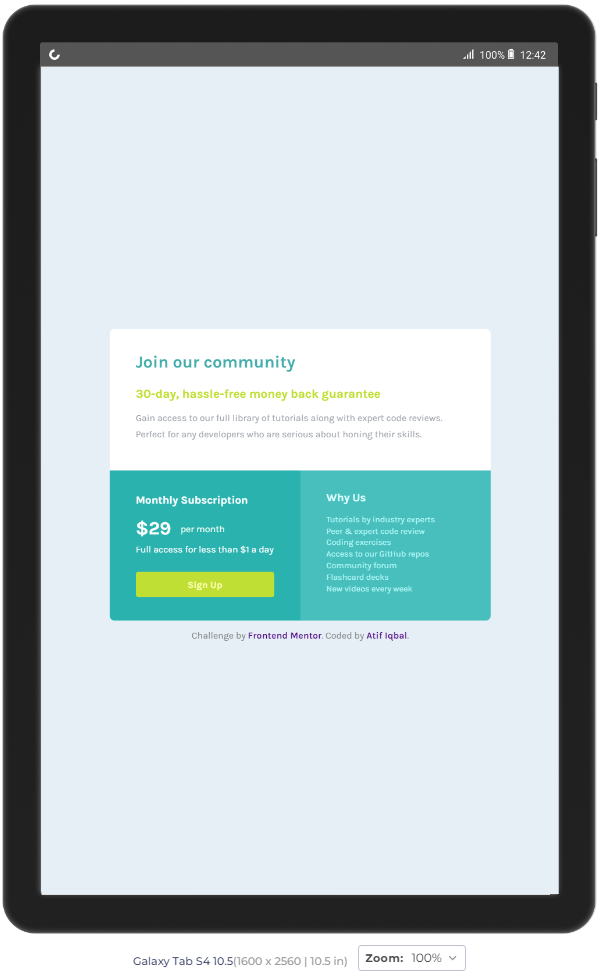 100% 12:42
Join our community
30-day, hassle-free money back guarantee
Gain access to our full library of tutorials along with expert code reviews.
Perfect for any developers who are serious about honing their skills.
Monthly Subscription
$29 per month
Full access for less than $1 a day
Sign Up
Why Us
Tutorials by industry experts
Peer & expert code review
Coding exercises
Access to our GitHub repos
Community forum
Flashcard decks
New videos every week
Challenge by Frontend Mentor. Coded by Atif Iqbal.
Galaxy Tab S4 10.5(1600 x 2560 | 10.5 in) Zoom: 100%